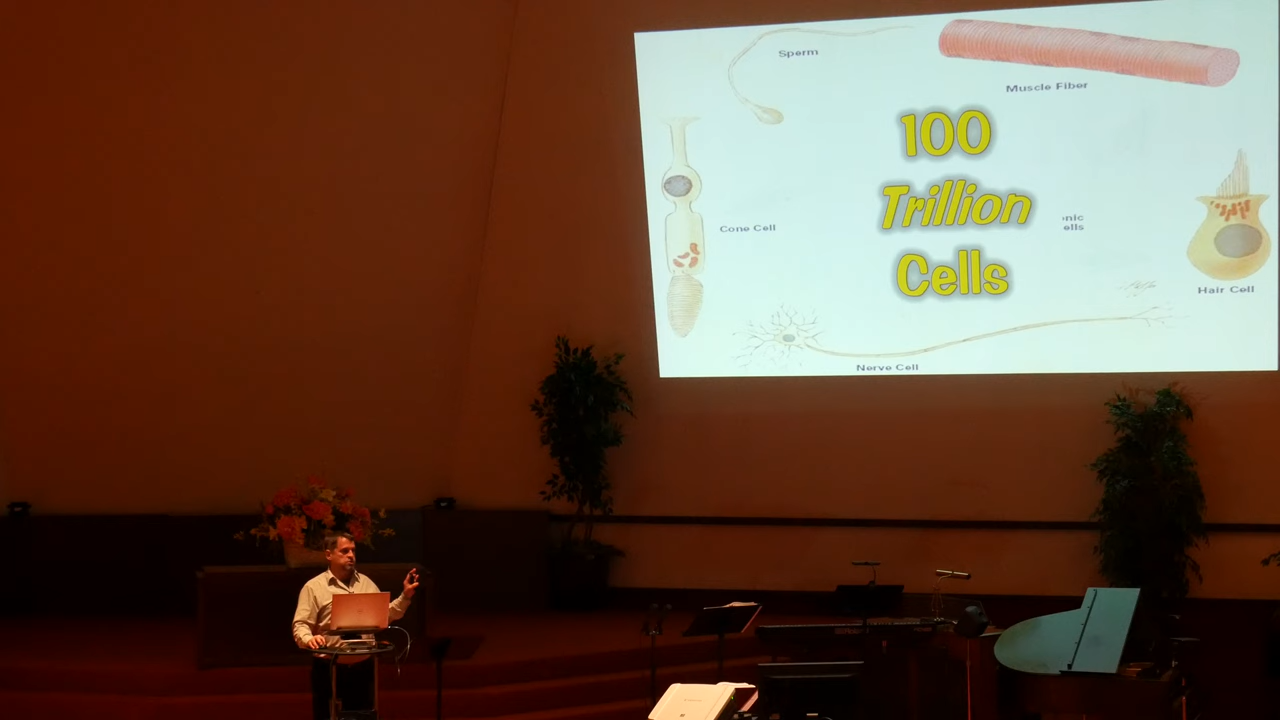 Sperm
Muscle Fiber
100
Trillion
Cells
Cone Cell
Hair Cell
Nerve Cell